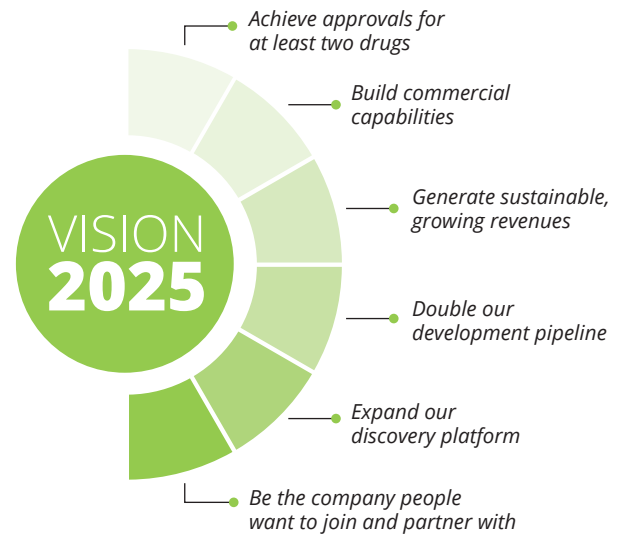 Achieve approvals for
at least two drugs
Build commercial
capabilities
Generate sustainable,
growing revenues
VISION
2025
Double our
development pipeline
Expand our
discovery platform
Be the company people
want to join and partner with